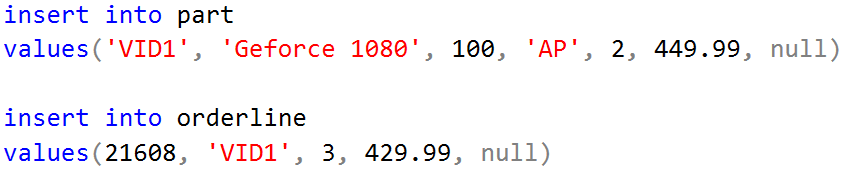 insert into part
values('VID1', 'Geforce 1080', 100, 'AP', 2, 449.99, null)
insert into orderline
values(21608, 'VID1', 3, 429.99, null)